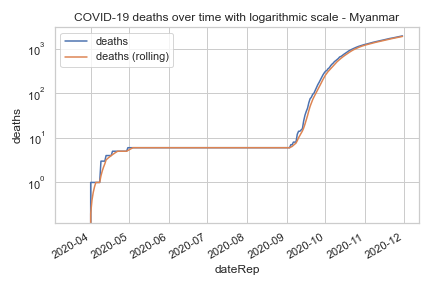 COVID-19 deaths over time with logarithmic scale - Myanmar
deaths
deaths (rolling)
deaths
10³
10²
10¹
10⁰
2020-04
2020-05
2020-06
2020-07
2020-08
2020-09
2020-10
2020-11
2020-12
dateRep